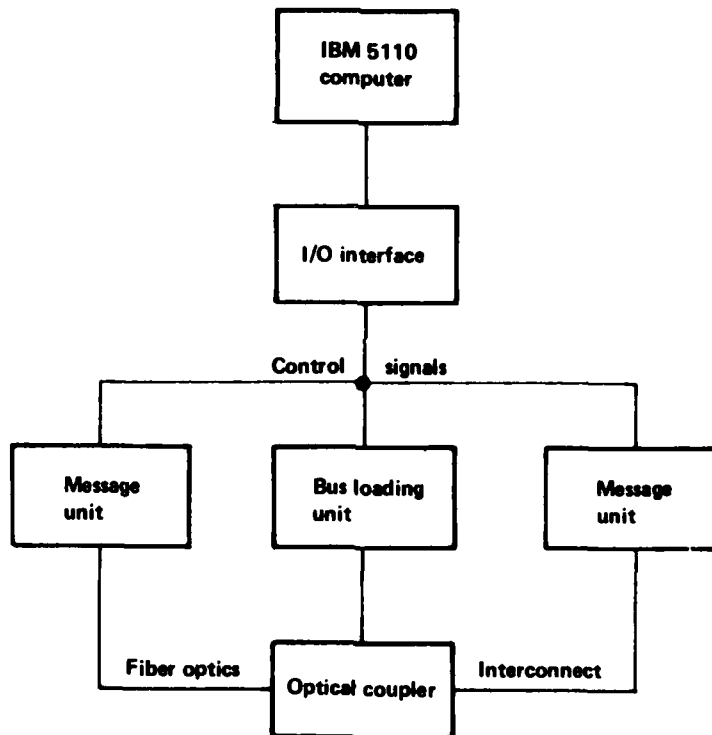 IBM 5110
computer
I/O interface
Control signals
Message
unit
Bus loading
unit
Message
unit
Fiber optics
Optical coupler
Interconnect